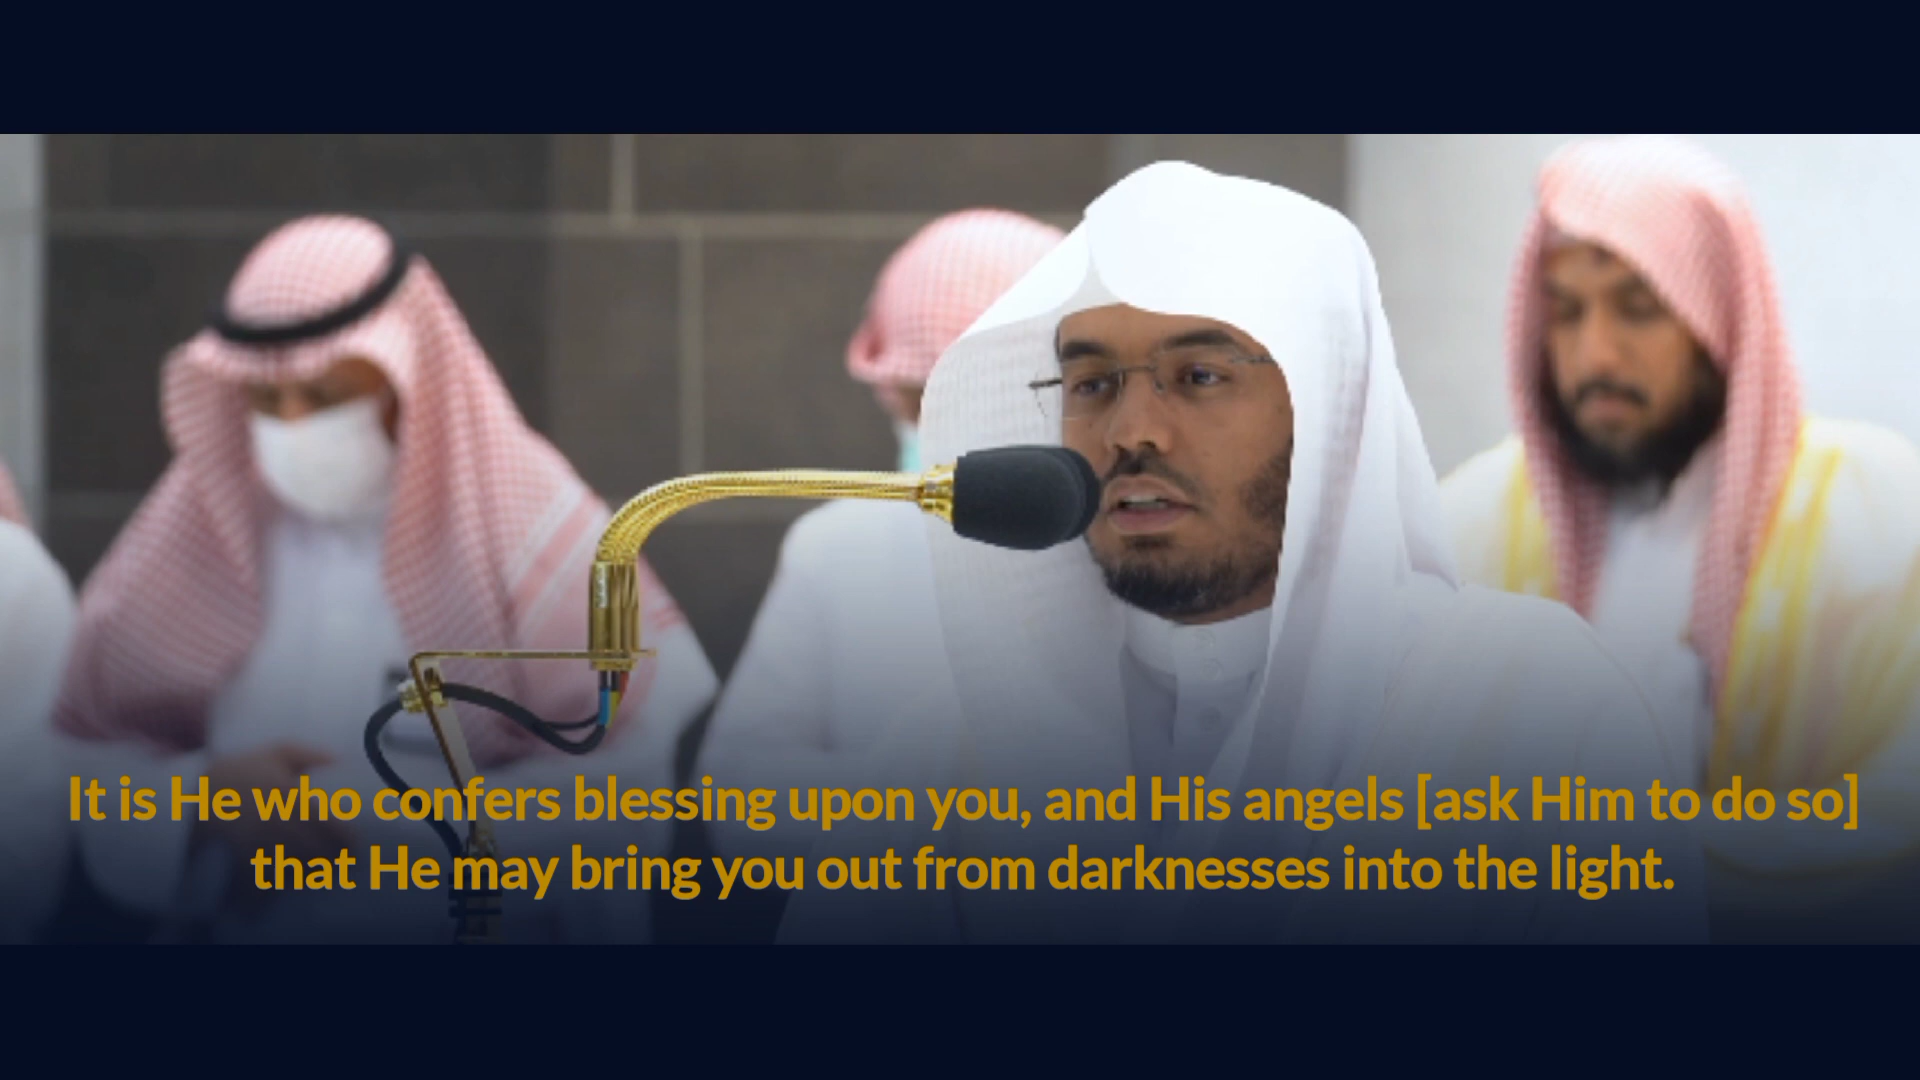 It is He who confers blessing upon you, and His angels [ask Him to do so]
that He may bring you out from darknesses into the light.